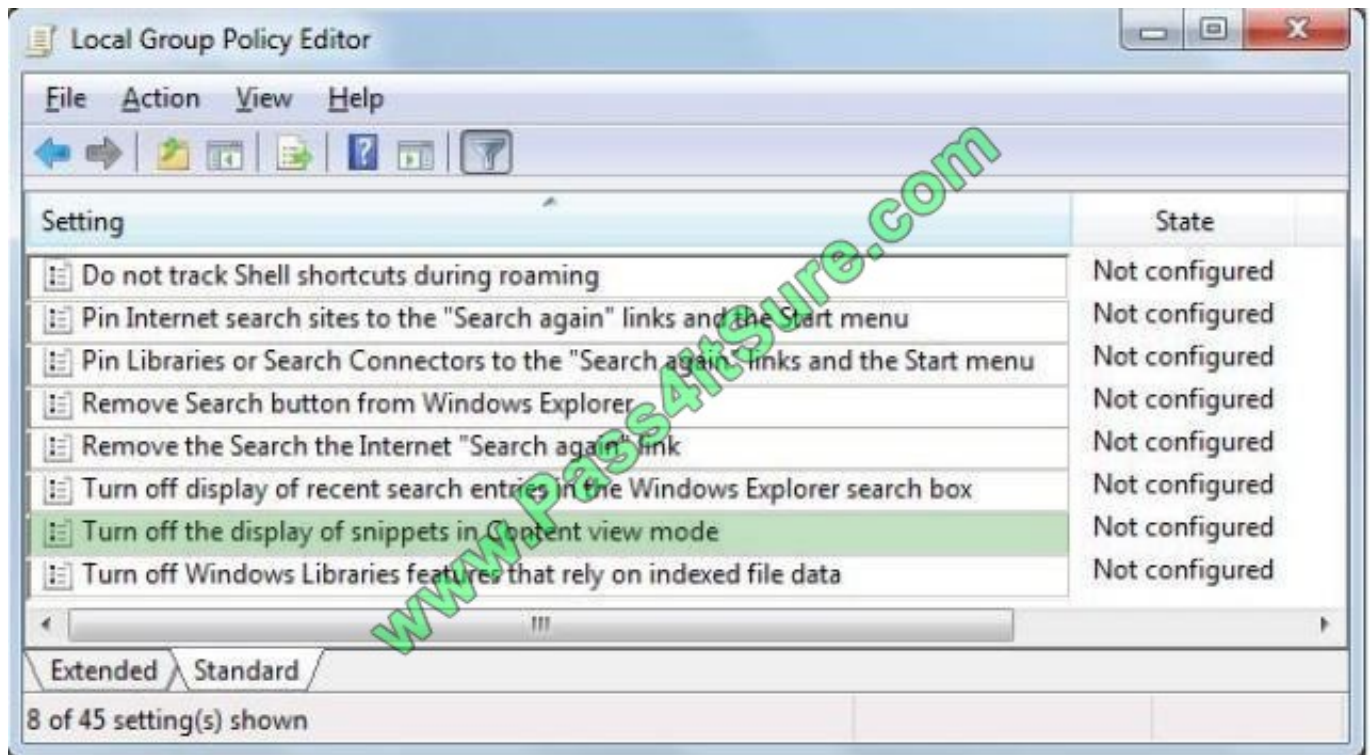 Local Group Policy Editor
File Action View Help
Setting State
Do not track Shell shortcuts during roaming Not configured
Pin Internet search sites to the "Search again" links and the Start menu Not configured
Pin Libraries or Search Connectors to the "Search again" links and the Start menu Not configured
Remove Search button from Windows Explorer Not configured
Remove the Search the Internet "Search again" link Not configured
Turn off display of recent search entries in the Windows Explorer search box Not configured
Turn off the display of snippets in Content view mode Not configured
Turn off Windows Libraries features that rely on indexed file data Not configured
Extended Standard
8 of 45 setting(s) shown
www.Pass4itSure.com